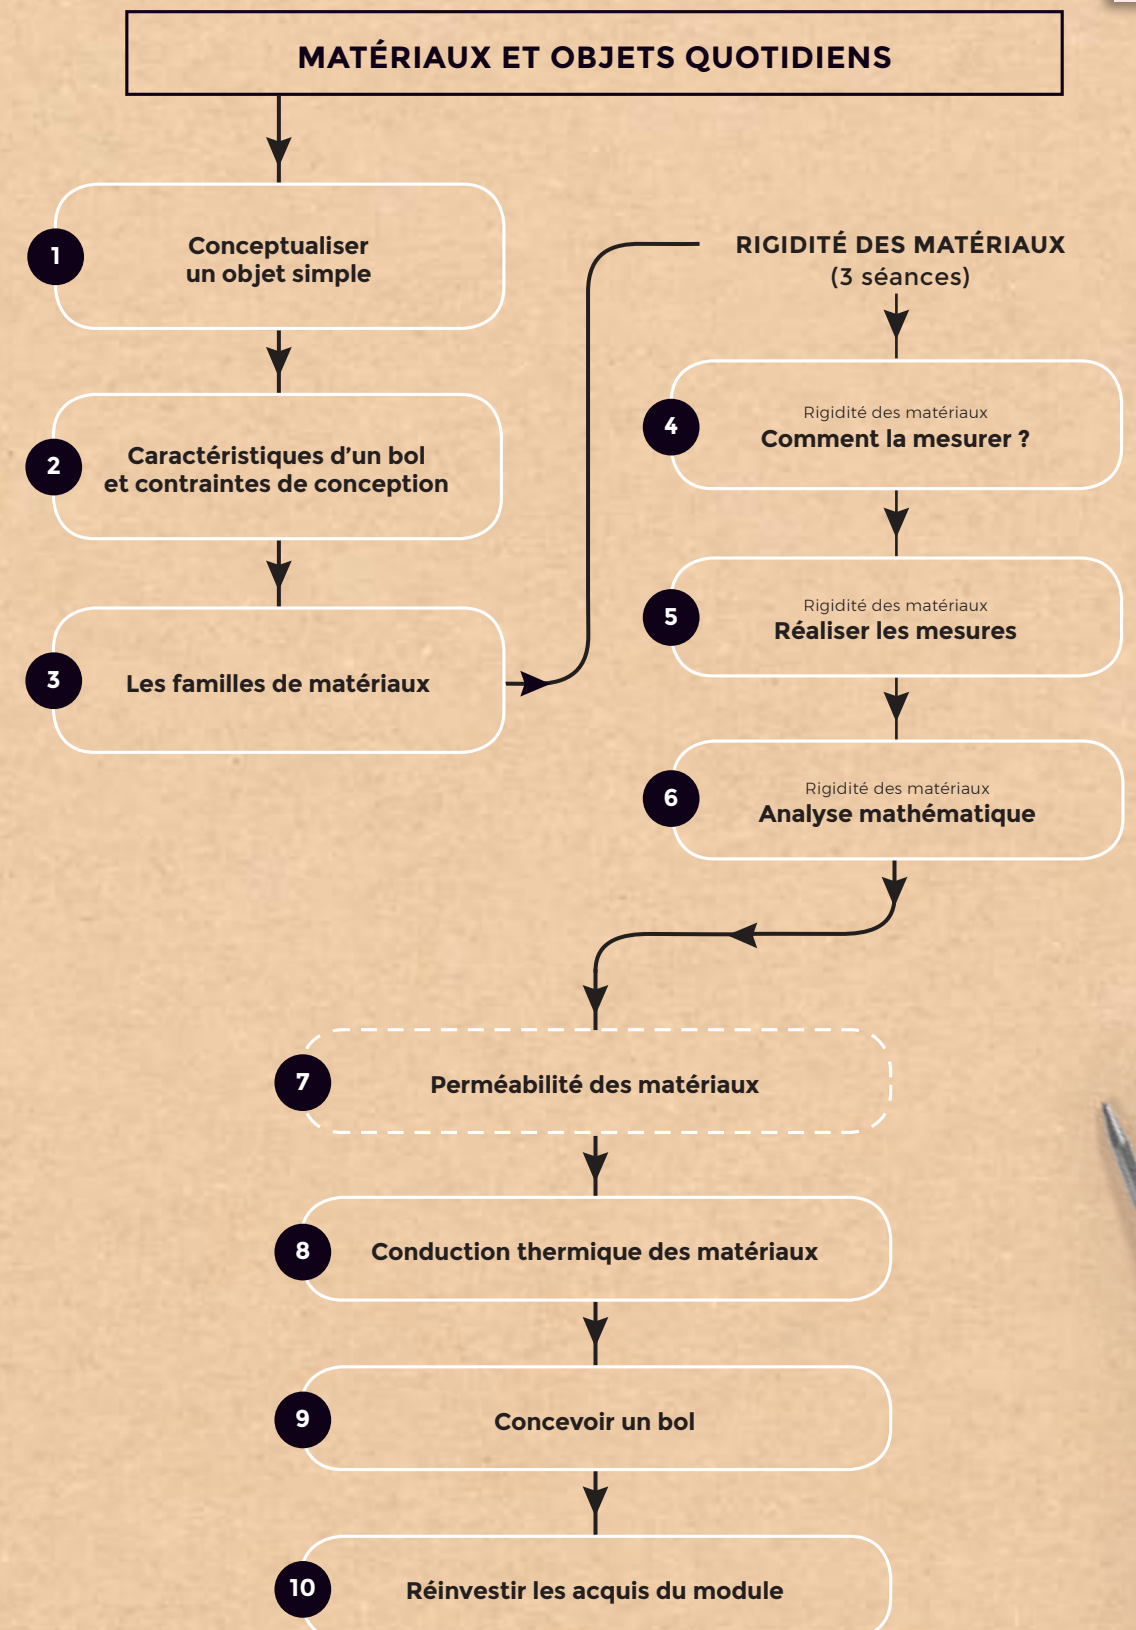 MATÉRIAUX ET OBJETS QUOTIDIENS
1
Conceptualiser
un objet simple
2
Caractéristiques d'un bol
et contraintes de conception
3
Les familles de matériaux
RIGIDITÉ DES MATÉRIAUX
(3 séances)
4
Rigidité des matériaux
Comment la mesurer ?
5
Rigidité des matériaux
Réaliser les mesures
6
Rigidité des matériaux
Analyse mathématique
7
Perméabilité des matériaux
8
Conduction thermique des matériaux
9
Concevoir un bol
10
Réinvestir les acquis du module